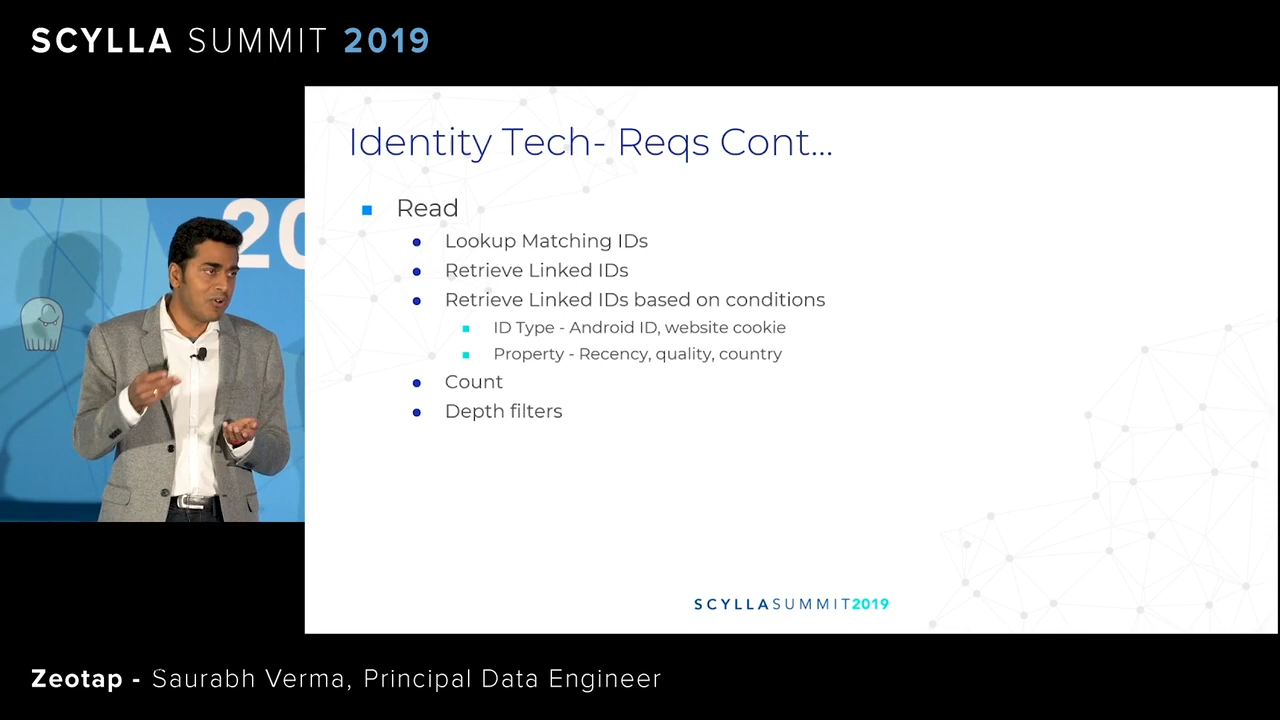 SCYLLA SUMMIT 2019
20
Identity Tech- Reqs Cont...
Read
Lookup Matching IDs
Retrieve Linked IDs
Retrieve Linked IDs based on conditions
ID Type - Android ID, website cookie
Property - Recency, quality, country
Count
Depth filters
SCYLLASUMMIT2019
Zeotap - Saurabh Verma, Principal Data Engineer